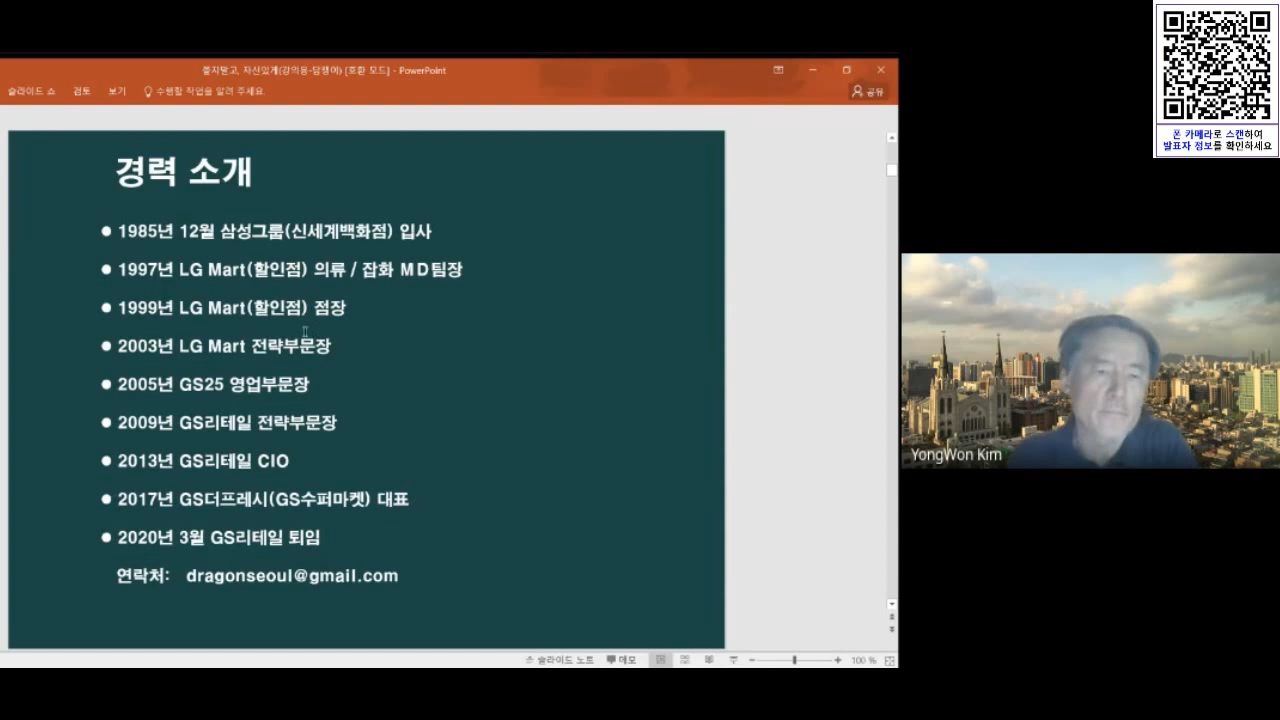 쫄지말고, 자신있게(강의용-담쟁이) [호환 모드] - PowerPoint
슬라이드 쇼 검토 보기 수행할 작업을 알려 주세요. 공유
경력 소개
● 1985년 12월 삼성그룹(신세계백화점) 입사
● 1997년 LG Mart(할인점) 의류 / 잡화 MD팀장
● 1999년 LG Mart(할인점) 점장
● 2003년 LG Mart 전략부문장
● 2005년 GS25 영업부문장
● 2009년 GS리테일 전략부문장
● 2013년 GS리테일 CIO
● 2017년 GS더프레시(GS수퍼마켓) 대표
● 2020년 3월 GS리테일 퇴임
연락처: dragonseoul@gmail.com
슬라이드 노트 메모 100 %
폰 카메라로 스캔하여
발표자 정보를 확인하세요
YongWon Kim